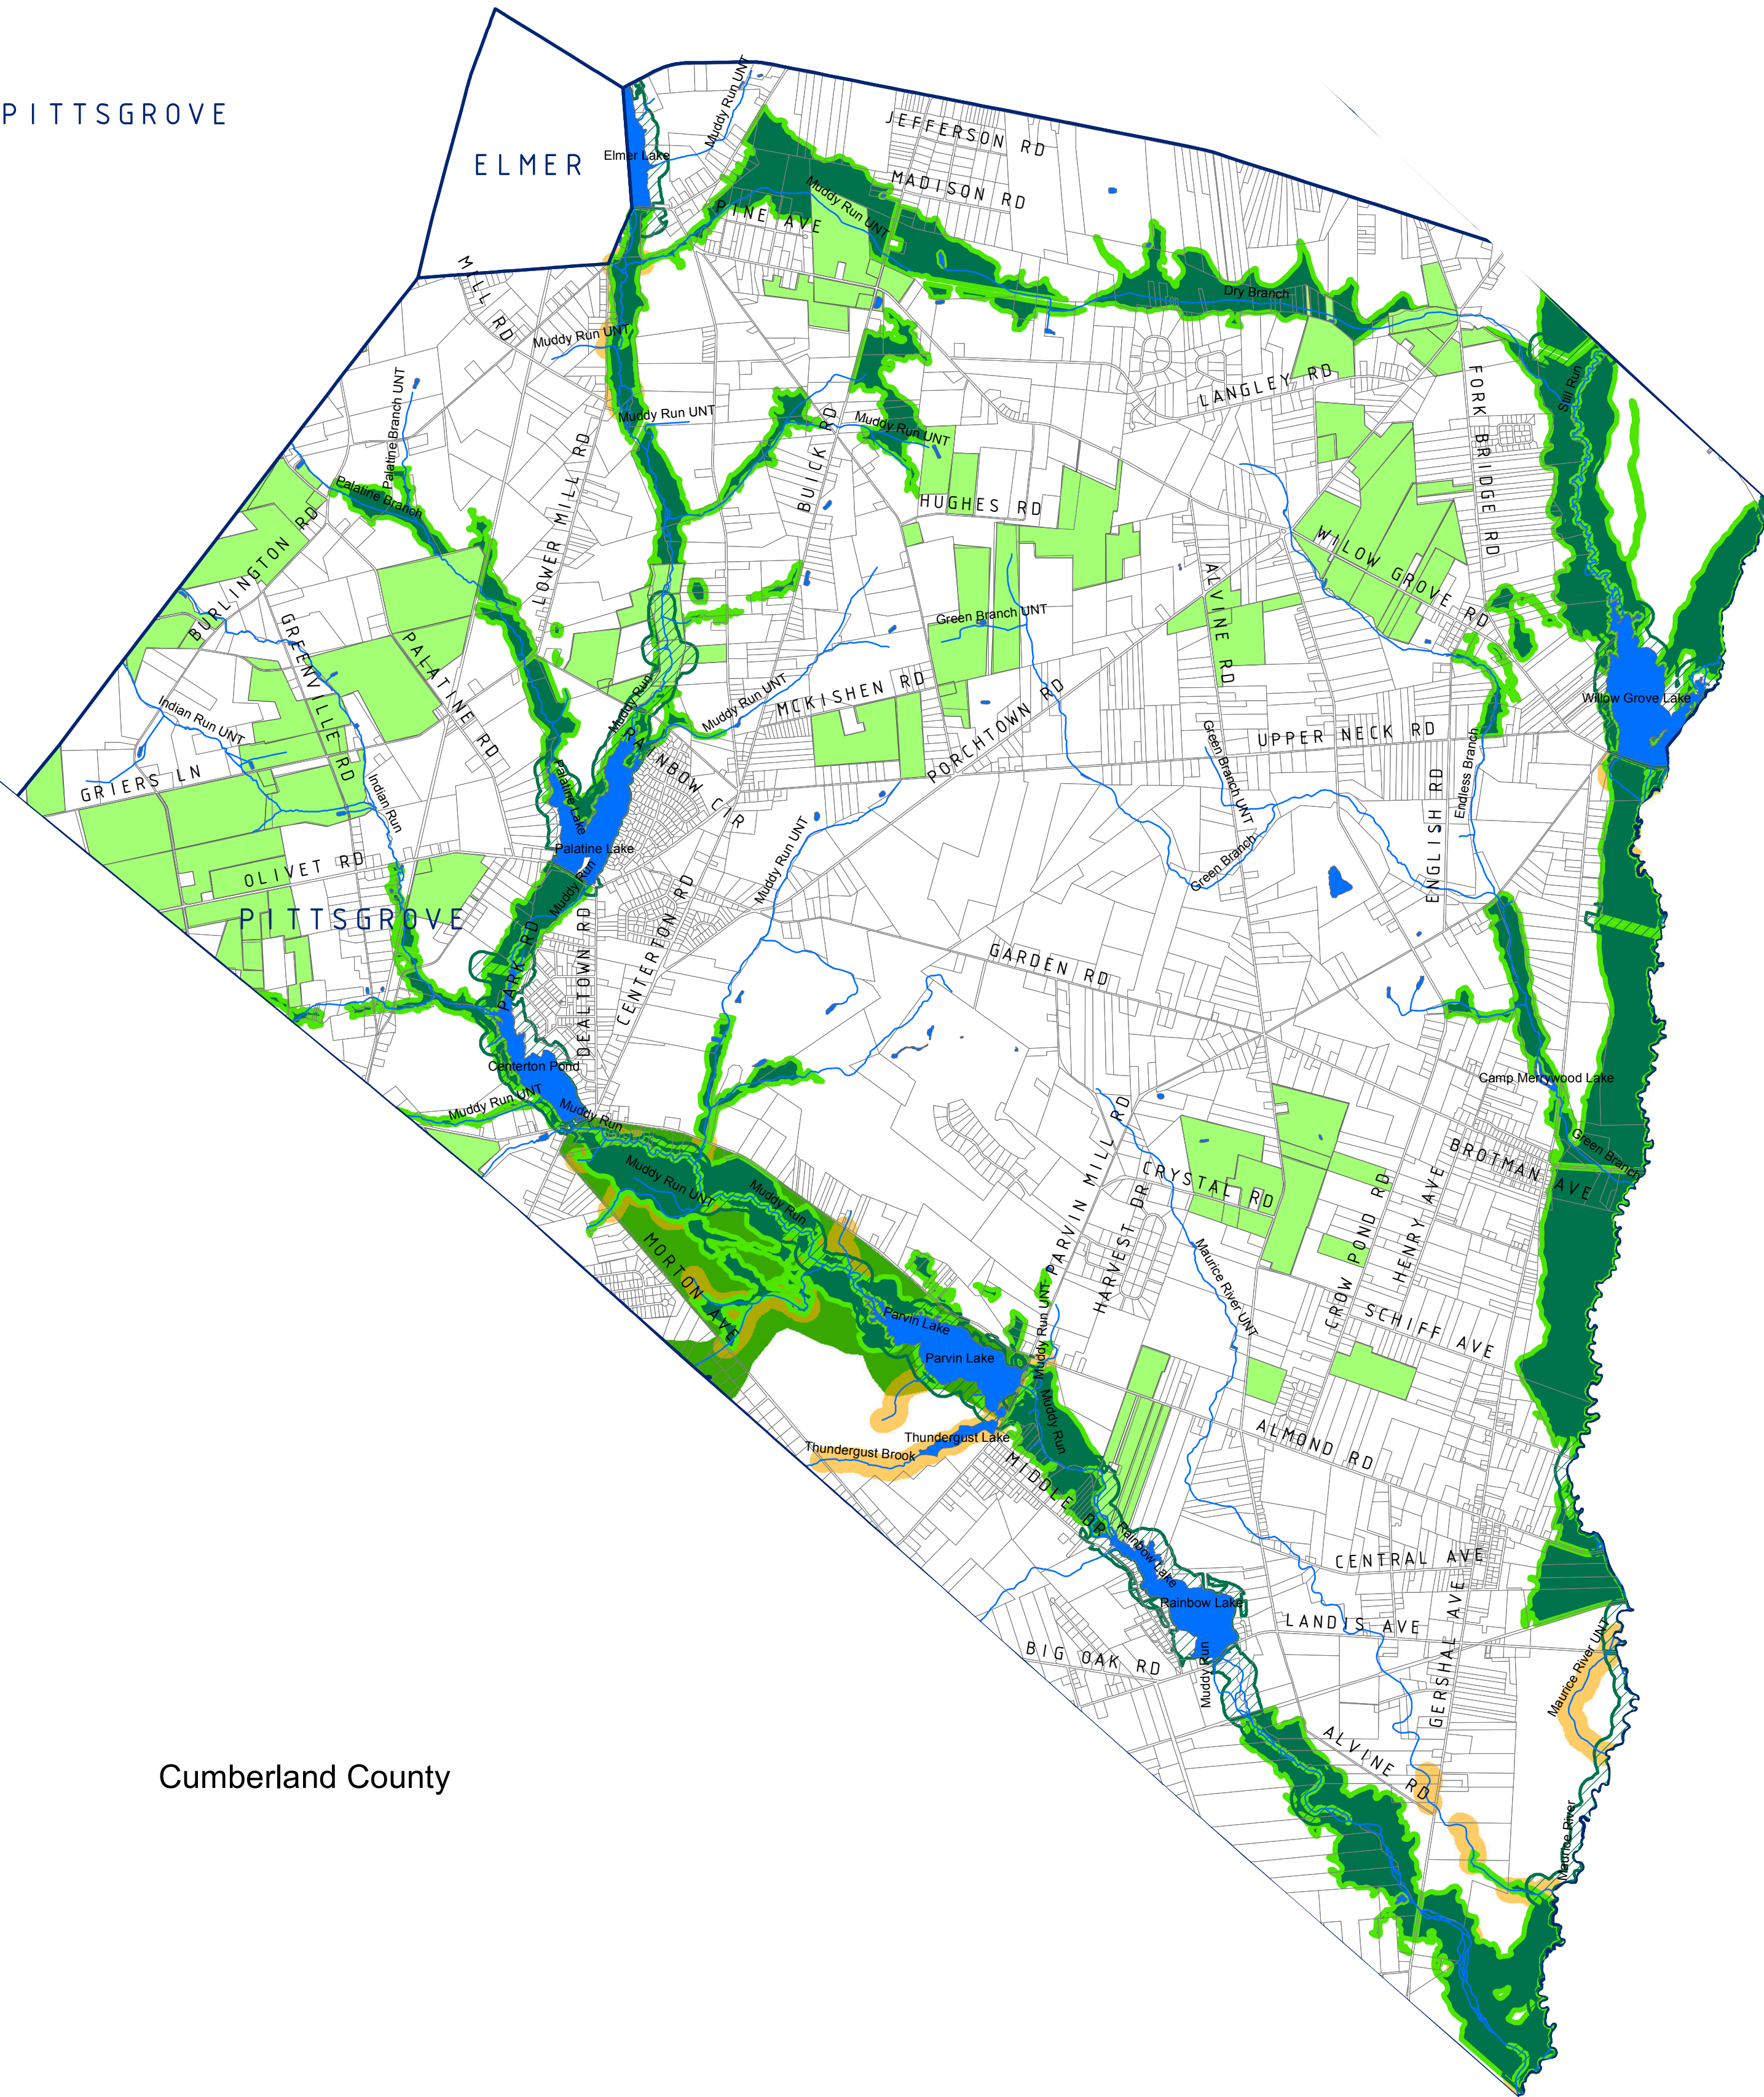 PITTSGROVE
ELMER
Elmer Lake
Muddy Run UNT
JEFFERSON RD
MADISON RD
Muddy Run UNT
PINE AVE
MILL RD
Dry Branch
Muddy Run UNT
Muddy Run UNT
Muddy Run UNT
Palatine Branch UNT
Palatine Branch
LOWER MILL RD
BUICK RD
LANGLEY RD
FORK BRIDGE RD
Still Run
HUGHES RD
BURLINGTON RD
WILOW GROVE RD
GREENVILLE RD
PALATINE RD
Green Branch UNT
ALVINE RD
Muddy Run
Muddy Run UNT
MCKISHEN RD
PORCHTOWN RD
Willow Grove Lake
Indian Run UNT
GRIERS LN
Indian Run
RAINBOW CIR
UPPER NECK RD
Green Branch UNT
Endless Branch
ENGLISH RD
Palatine Lake
Palatine Lake
Muddy Run
Muddy Run UNT
Green Branch
OLIVET RD
PITTSGROVE
PARK RD
DEALTOWN RD
CENTERTON RD
GARDEN RD
Centerton Pond
Camp Merrywood Lake
Muddy Run UNT
Muddy Run
Green Branch
BROTMAN AVE
Muddy Run UNT
Muddy Run
PARVIN MILL RD
HARVEST DR
CRYSTAL RD
CROW POND RD
HENRY AVE
MORTON AVE
Maurice River UNT
SCHIFF AVE
Parvin Lake
Parvin Lake
Muddy Run UNT
Muddy Run
Thundergust Lake
Thundergust Brook
MIDDLE DR
ALMOND RD
Rainbow Lake
Rainbow Lake
CENTRAL AVE
LANDIS AVE
GERSHAL AVE
BIG OAK RD
Muddy Run
Maurice River UNT
ALVINE RD
Maurice River
Cumberland County